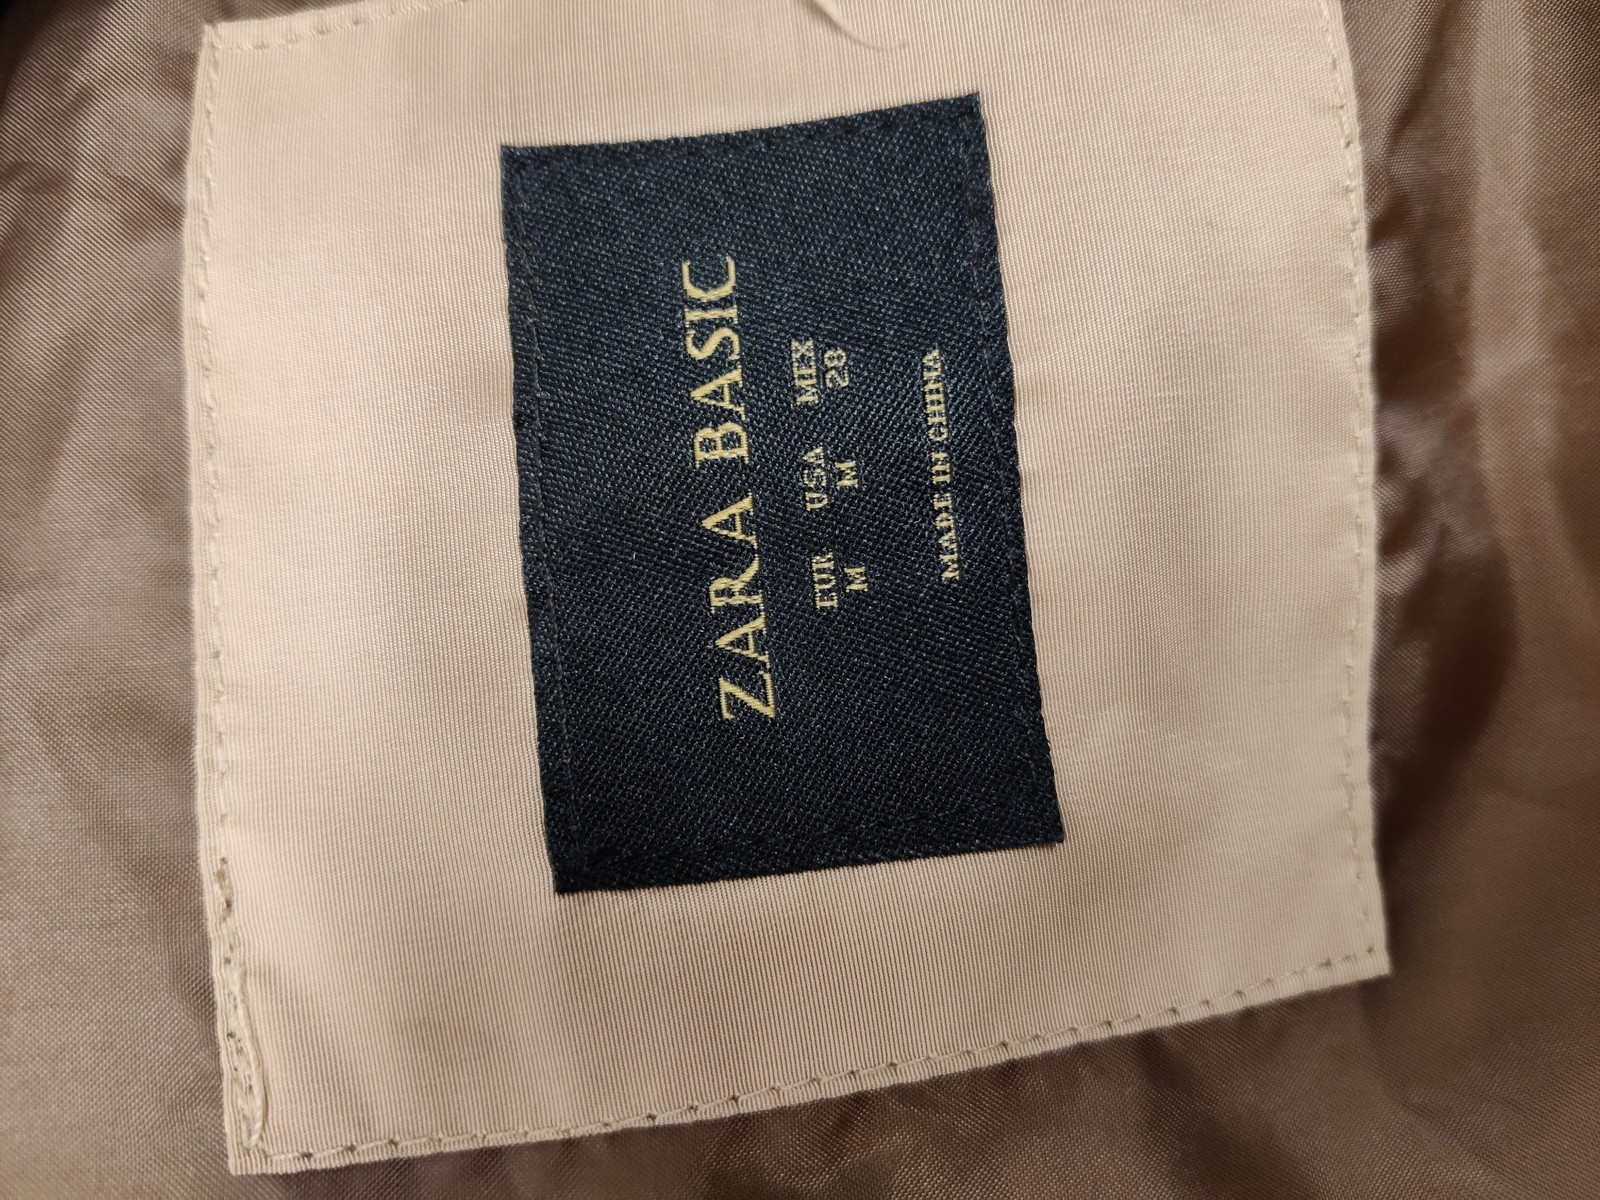 ZARA BASIC
EUR USA MEX
M M 28
MADE IN CHINA